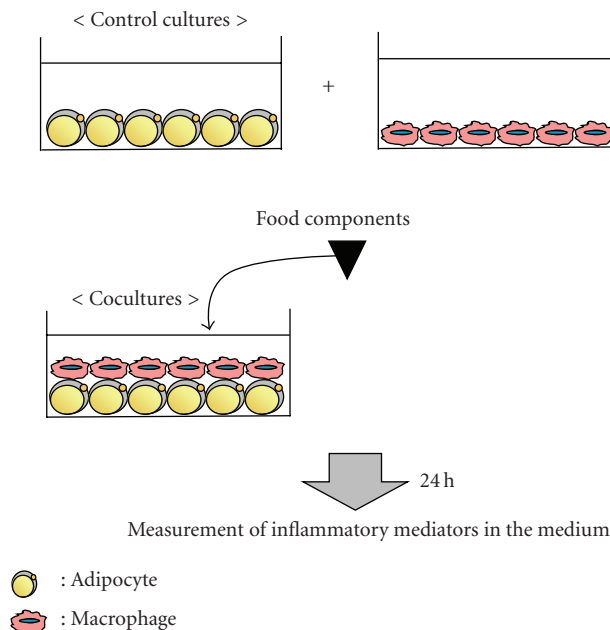 < Control cultures >
+
Food components
< Cocultures >
24 h
Measurement of inflammatory mediators in the medium
: Adipocyte
: Macrophage